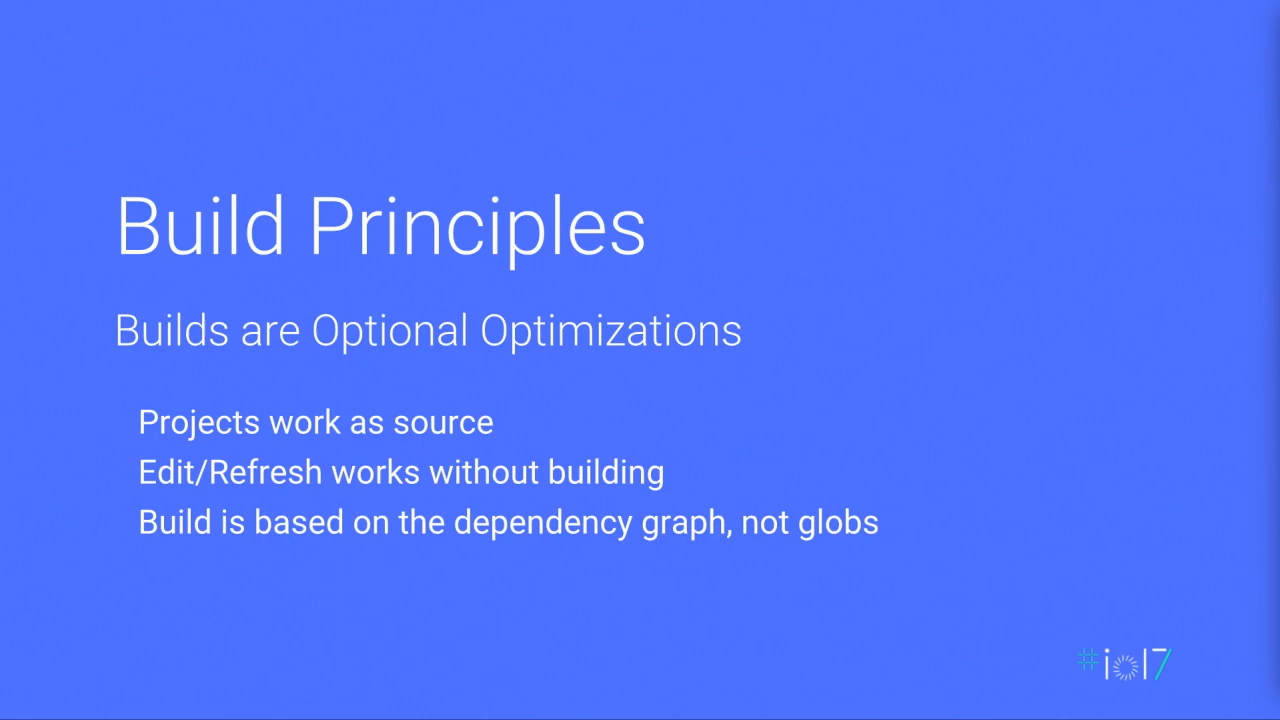 Build Principles
Builds are Optional Optimizations
Projects work as source
Edit/Refresh works without building
Build is based on the dependency graph, not globs
#io17